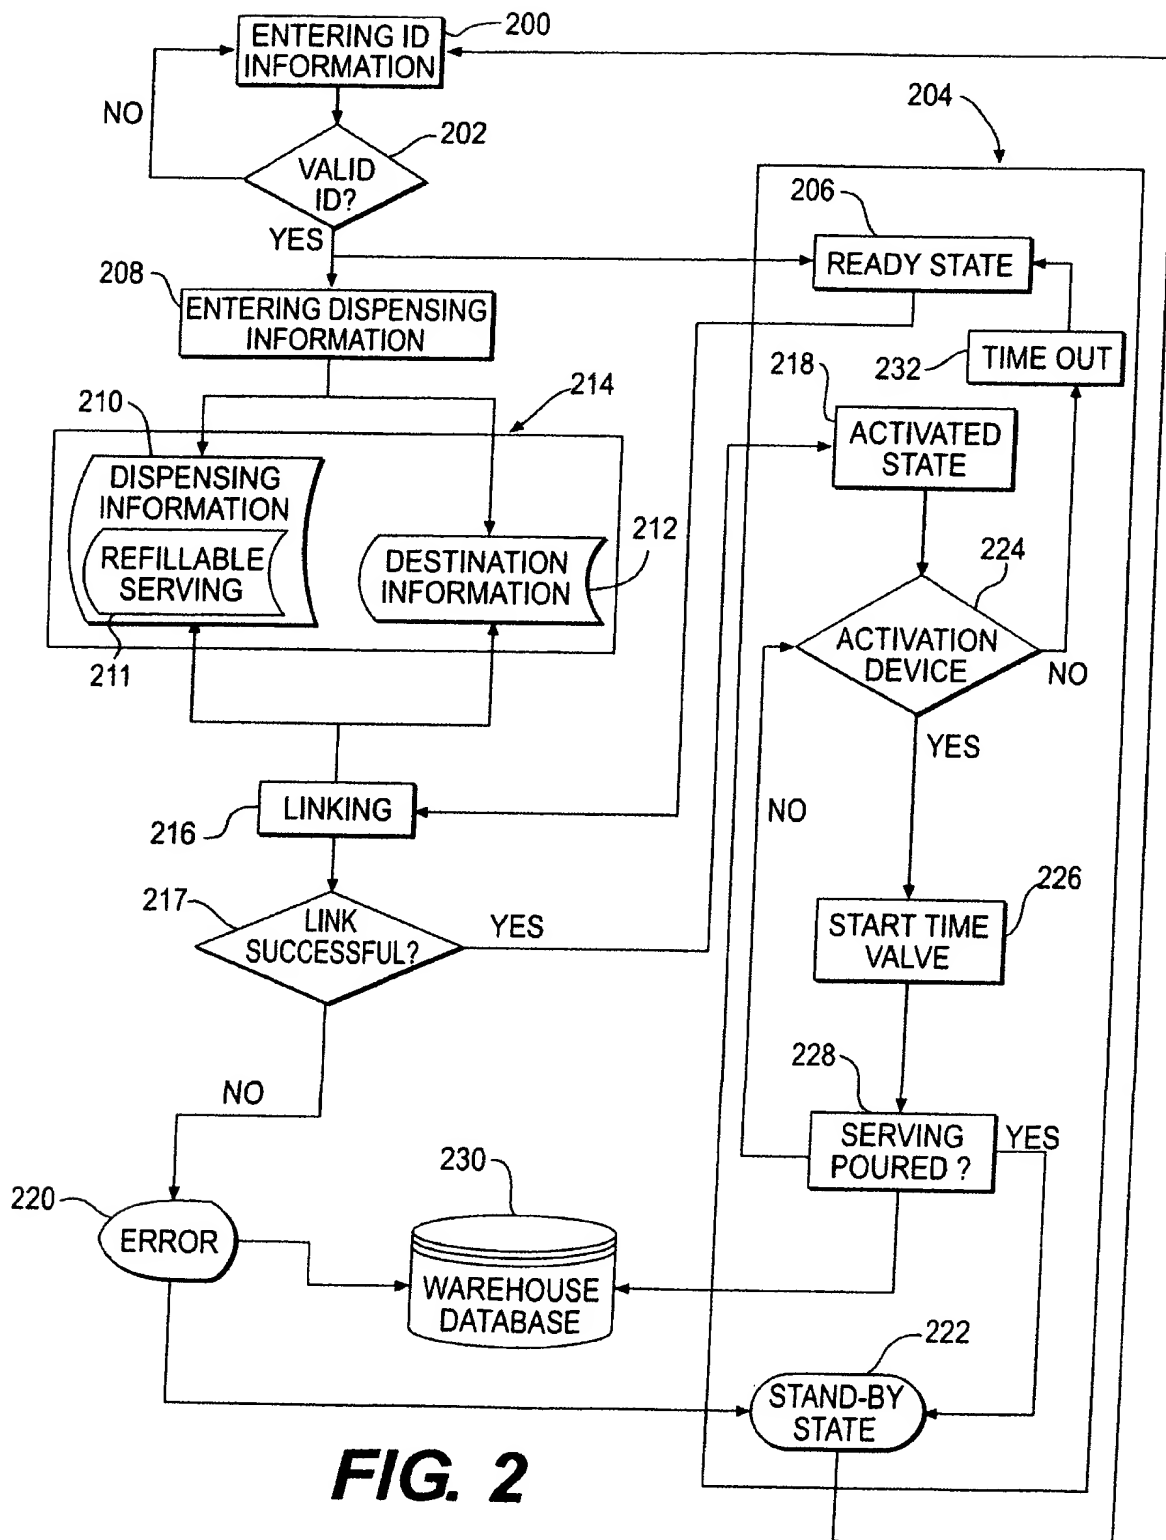 200
ENTERING ID
INFORMATION
NO
204
202
VALID
ID?
YES
206
READY STATE
208
ENTERING DISPENSING
INFORMATION
232
TIME OUT
218
ACTIVATED
STATE
210
214
DISPENSING
INFORMATION
REFILLABLE
SERVING
211
212
DESTINATION
INFORMATION
224
ACTIVATION
DEVICE
NO
YES
NO
LINKING
216
217
LINK
SUCCESSFUL?
YES
226
START TIME
VALVE
228
SERVING
POURED ?
YES
NO
220
ERROR
230
WAREHOUSE
DATABASE
222
STAND-BY
STATE
FIG. 2